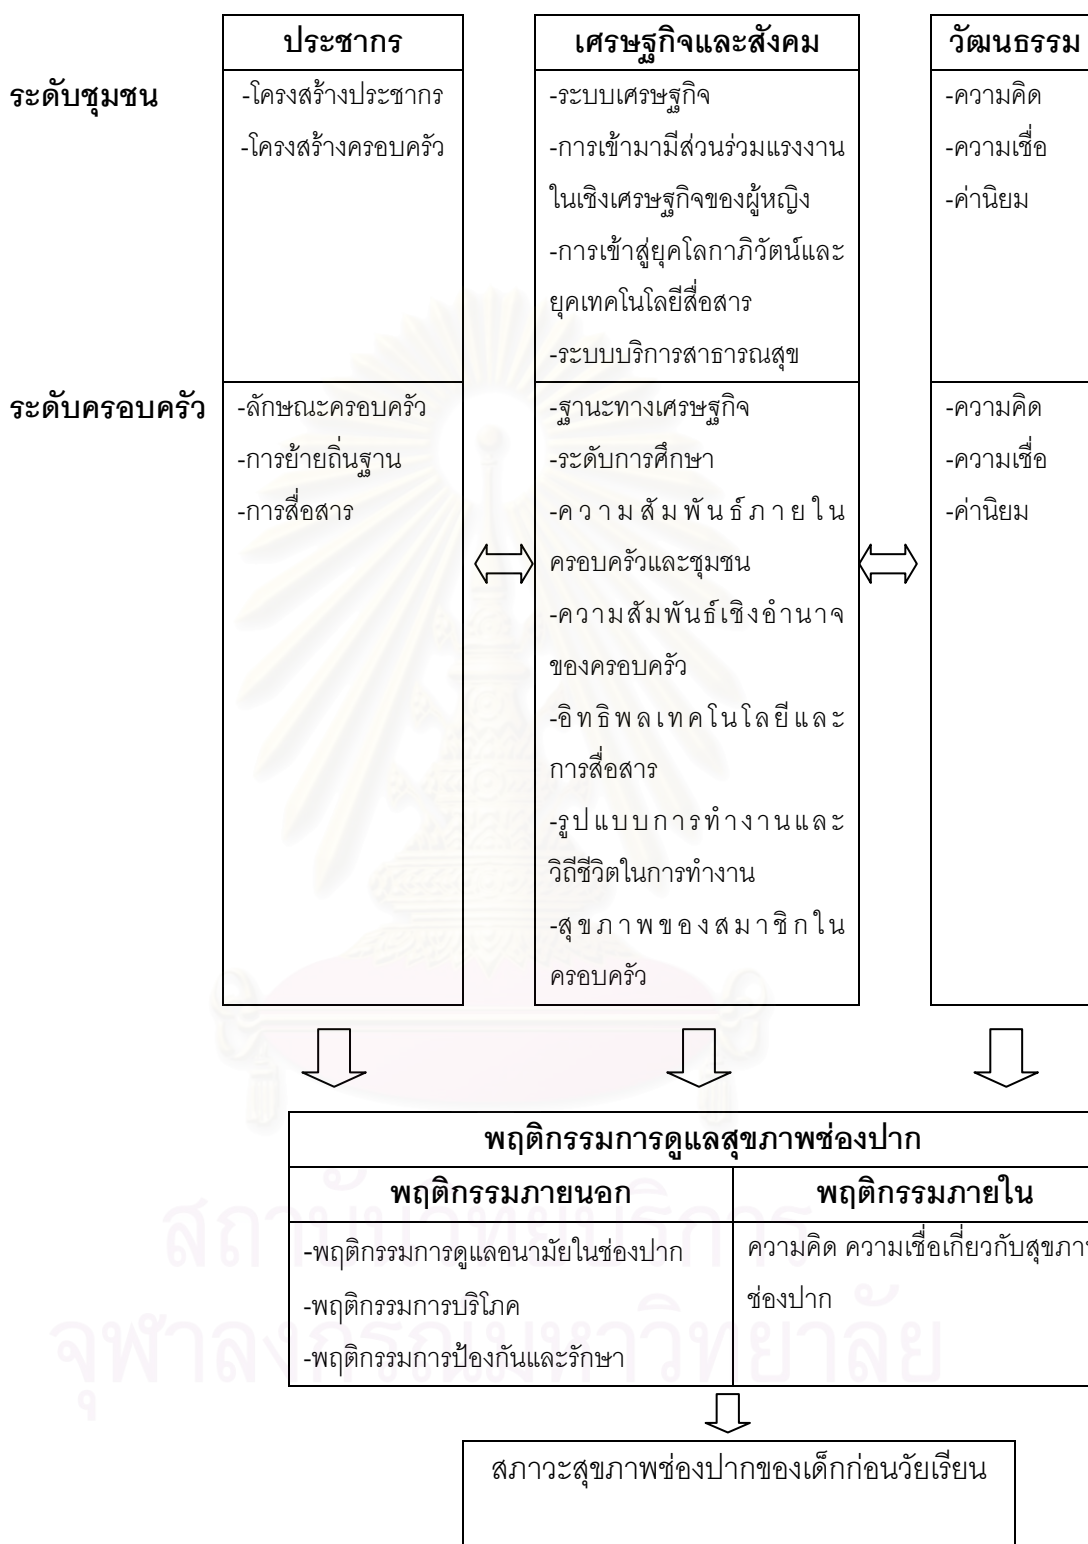 ประชากร
เศรษฐกิจและสังคม
วัฒนธรรม
ระดับชุมชน
-โครงสร้างประชากร
-โครงสร้างครอบครัว
-ระบบเศรษฐกิจ
-การเข้ามามีส่วนร่วมแรงงาน
ในเชิงเศรษฐกิจของผู้หญิง
-การเข้าสู่ยุคโลกาภิวัตน์และ
ยุคเทคโนโลยีสื่อสาร
-ระบบบริการสาธารณสุข
-ความคิด
-ความเชื่อ
-ค่านิยม
ระดับครอบครัว
-ลักษณะครอบครัว
-การย้ายถิ่นฐาน
-การสื่อสาร
-ฐานะทางเศรษฐกิจ
-ระดับการศึกษา
-ความสัมพันธ์ภายใน
ครอบครัวและชุมชน
-ความสัมพันธ์เชิงอำนาจ
ของครอบครัว
-อิทธิพลเทคโนโลยีและ
การสื่อสาร
-รูปแบบการทำงานและ
วิถีชีวิตในการทำงาน
-สุขภาพของสมาชิกใน
ครอบครัว
-ความคิด
-ความเชื่อ
-ค่านิยม
พฤติกรรมการดูแลสุขภาพช่องปาก
พฤติกรรมภายนอก
พฤติกรรมภายใน
-พฤติกรรมการดูแลอนามัยในช่องปาก
-พฤติกรรมการบริโภค
-พฤติกรรมการป้องกันและรักษา
ความคิด ความเชื่อเกี่ยวกับสุขภาพ
ช่องปาก
สภาวะสุขภาพช่องปากของเด็กก่อนวัยเรียน
สถาบันวิทยบริการ
จุฬาลงกรณ์มหาวิทยาลัย